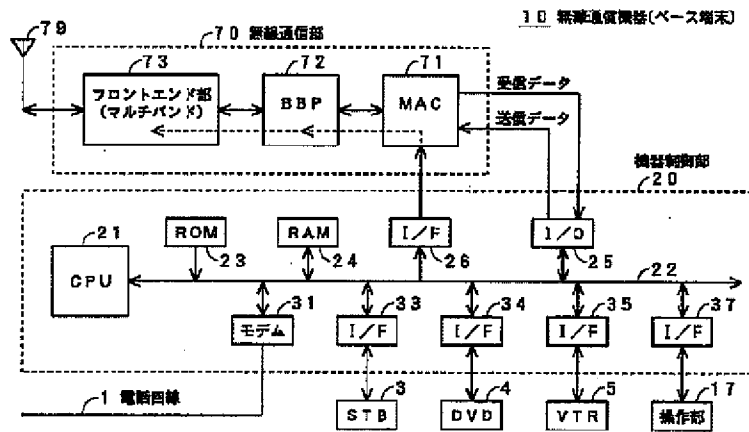 10 無線通信機器(ベース端末)
79
70 無線通信部
73
フロントエンド部
(マルチバンド)
72
BBP
71
MAC
受信データ
送信データ
機器制御部
20
21
CPU
ROM
23
RAM
24
I/F
26
I/O
25
22
モデム
31
I/F
33
I/F
34
I/F
35
I/F
37
1 電話回線
3
STB
4
DVD
5
VTR
17
操作部